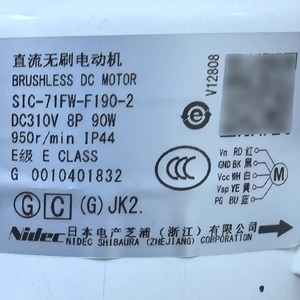 直流无刷电动机
BRUSHLESS DC MOTOR
SIC-71FW-F190-2
DC310V 8P 90W
950r/min IP44
E级 E CLASS
G 0010401832
G C (G)JK2.
V12808
CCC
Vm RD 红
GND BK 黑
Vcc WH 白
Vsp YE 黄
PG BU 蓝
M
Nidec 日本电产芝浦(浙江)有限公司
NIDEC SHIBAURA (ZHEJIANG) CORPORATION